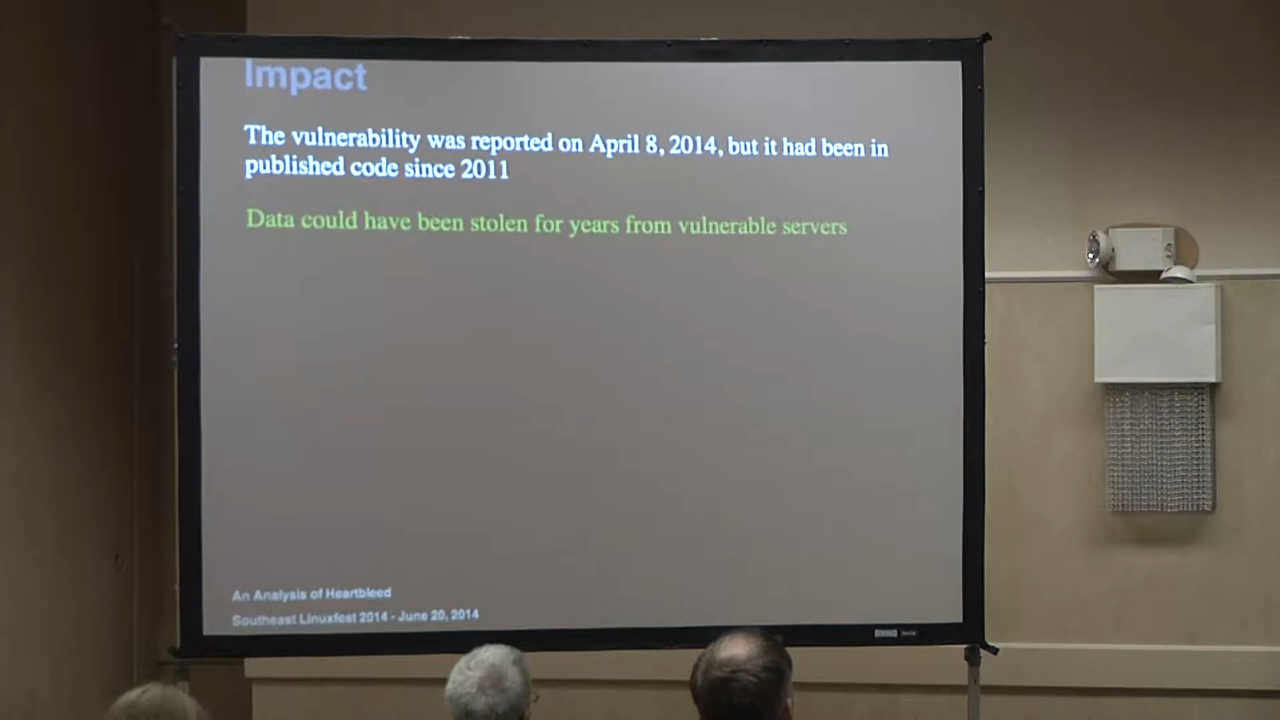 Impact
The vulnerability was reported on April 8, 2014, but it had been in
published code since 2011
Data could have been stolen for years from vulnerable servers
An Analysis of Heartbleed
Southeast Linuxfest 2014 - June 20, 2014